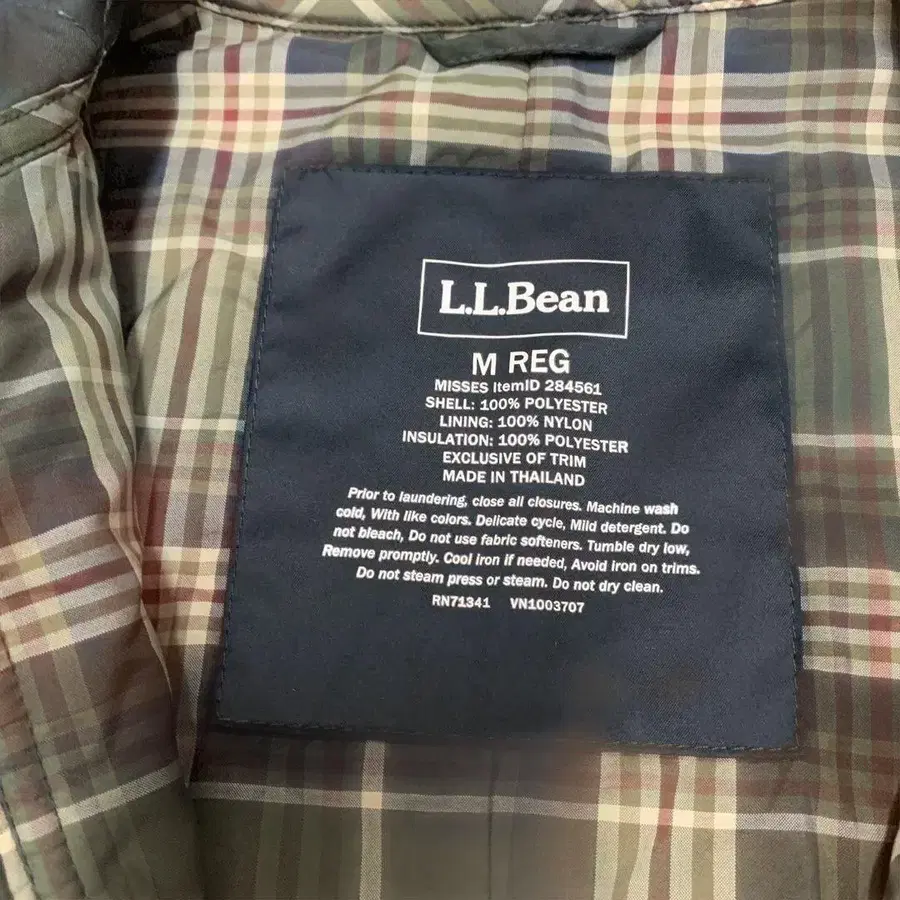 L.L.Bean
M REG
MISSES ItemID 284561
SHELL: 100% POLYESTER
LINING: 100% NYLON
INSULATION: 100% POLYESTER
EXCLUSIVE OF TRIM
MADE IN THAILAND
Prior to laundering, close all closures. Machine wash
cold, With like colors. Delicate cycle, Mild detergent. Do
not bleach, Do not use fabric softeners. Tumble dry low,
Remove promptly. Cool iron if needed, Avoid iron on trims.
Do not steam press or steam. Do not dry clean.
RN71341 VN1003707